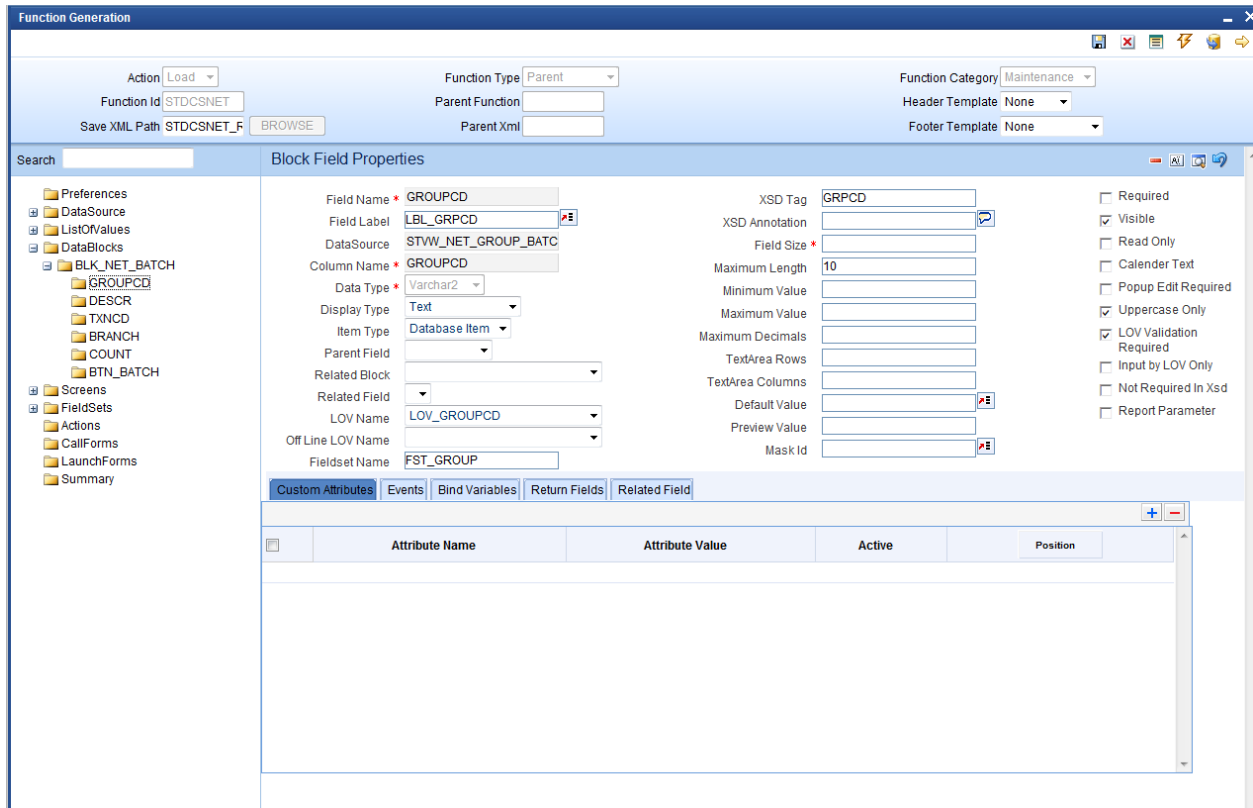 Function Generation
Action Load Function Type Parent Function Category Maintenance
Function Id STDCSNET Parent Function Header Template None
Save XML Path STDCSNET_R BROWSE Parent Xml Footer Template None
Search Block Field Properties
Preferences
DataSource
ListOfValues
DataBlocks
BLK_NET_BATCH
GROUPCD
DESCR
TXNCD
BRANCH
COUNT
BTN_BATCH
Screens
FieldSets
Actions
CallForms
LaunchForms
Summary
Field Name * GROUPCD
Field Label LBL_GRPCD
DataSource STVW_NET_GROUP_BATC
Column Name * GROUPCD
Data Type * Varchar2
Display Type Text
Item Type Database Item
Parent Field
Related Block
Related Field
LOV Name LOV_GROUPCD
Off Line LOV Name
Fieldset Name FST_GROUP
XSD Tag GRPCD
XSD Annotation
Field Size *
Maximum Length 10
Minimum Value
Maximum Value
Maximum Decimals
TextArea Rows
TextArea Columns
Default Value
Preview Value
Mask Id
Required
Visible
Read Only
Calender Text
Popup Edit Required
Uppercase Only
LOV Validation
Required
Input by LOV Only
Not Required In Xsd
Report Parameter
Custom Attributes Events Bind Variables Return Fields Related Field
Attribute Name Attribute Value Active Position